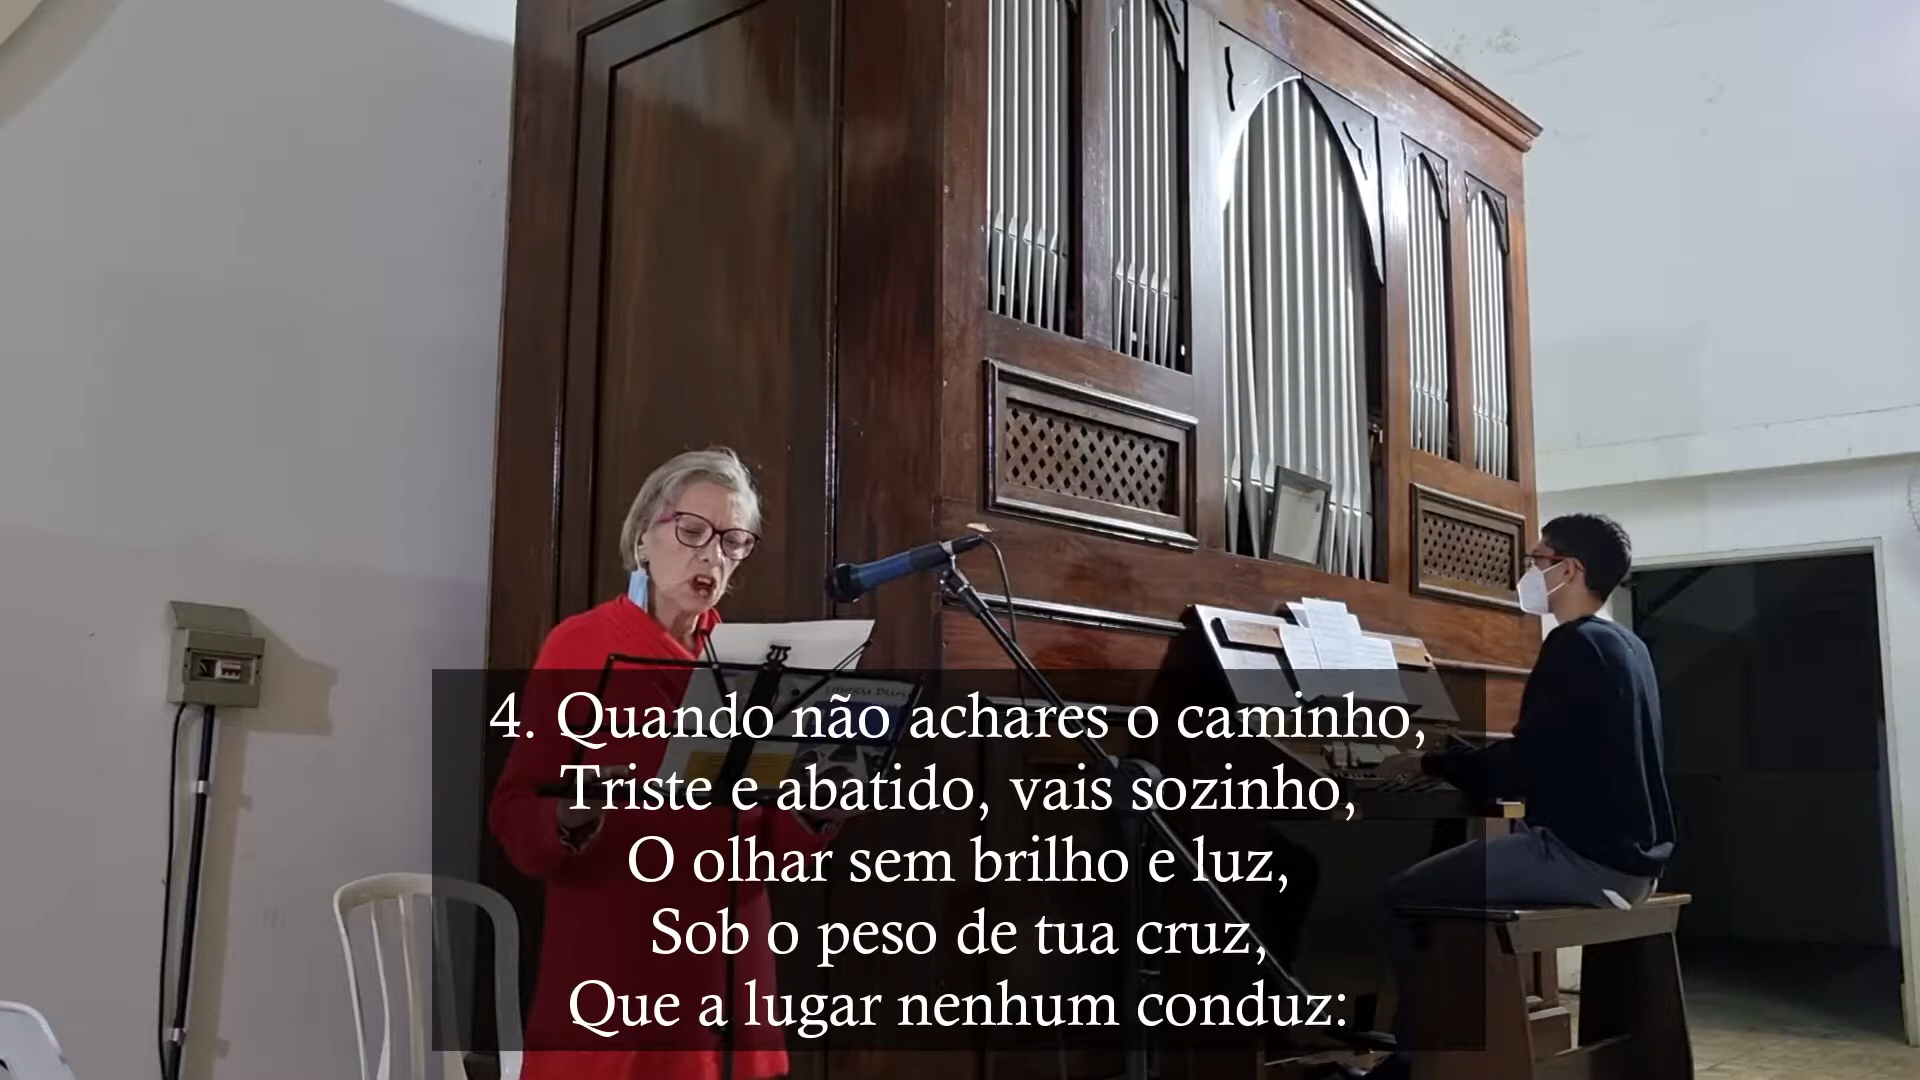 4. Quando não achares o caminho,
Triste e abatido, vais sozinho,
O olhar sem brilho e luz,
Sob o peso de tua cruz,
Que a lugar nenhum conduz: